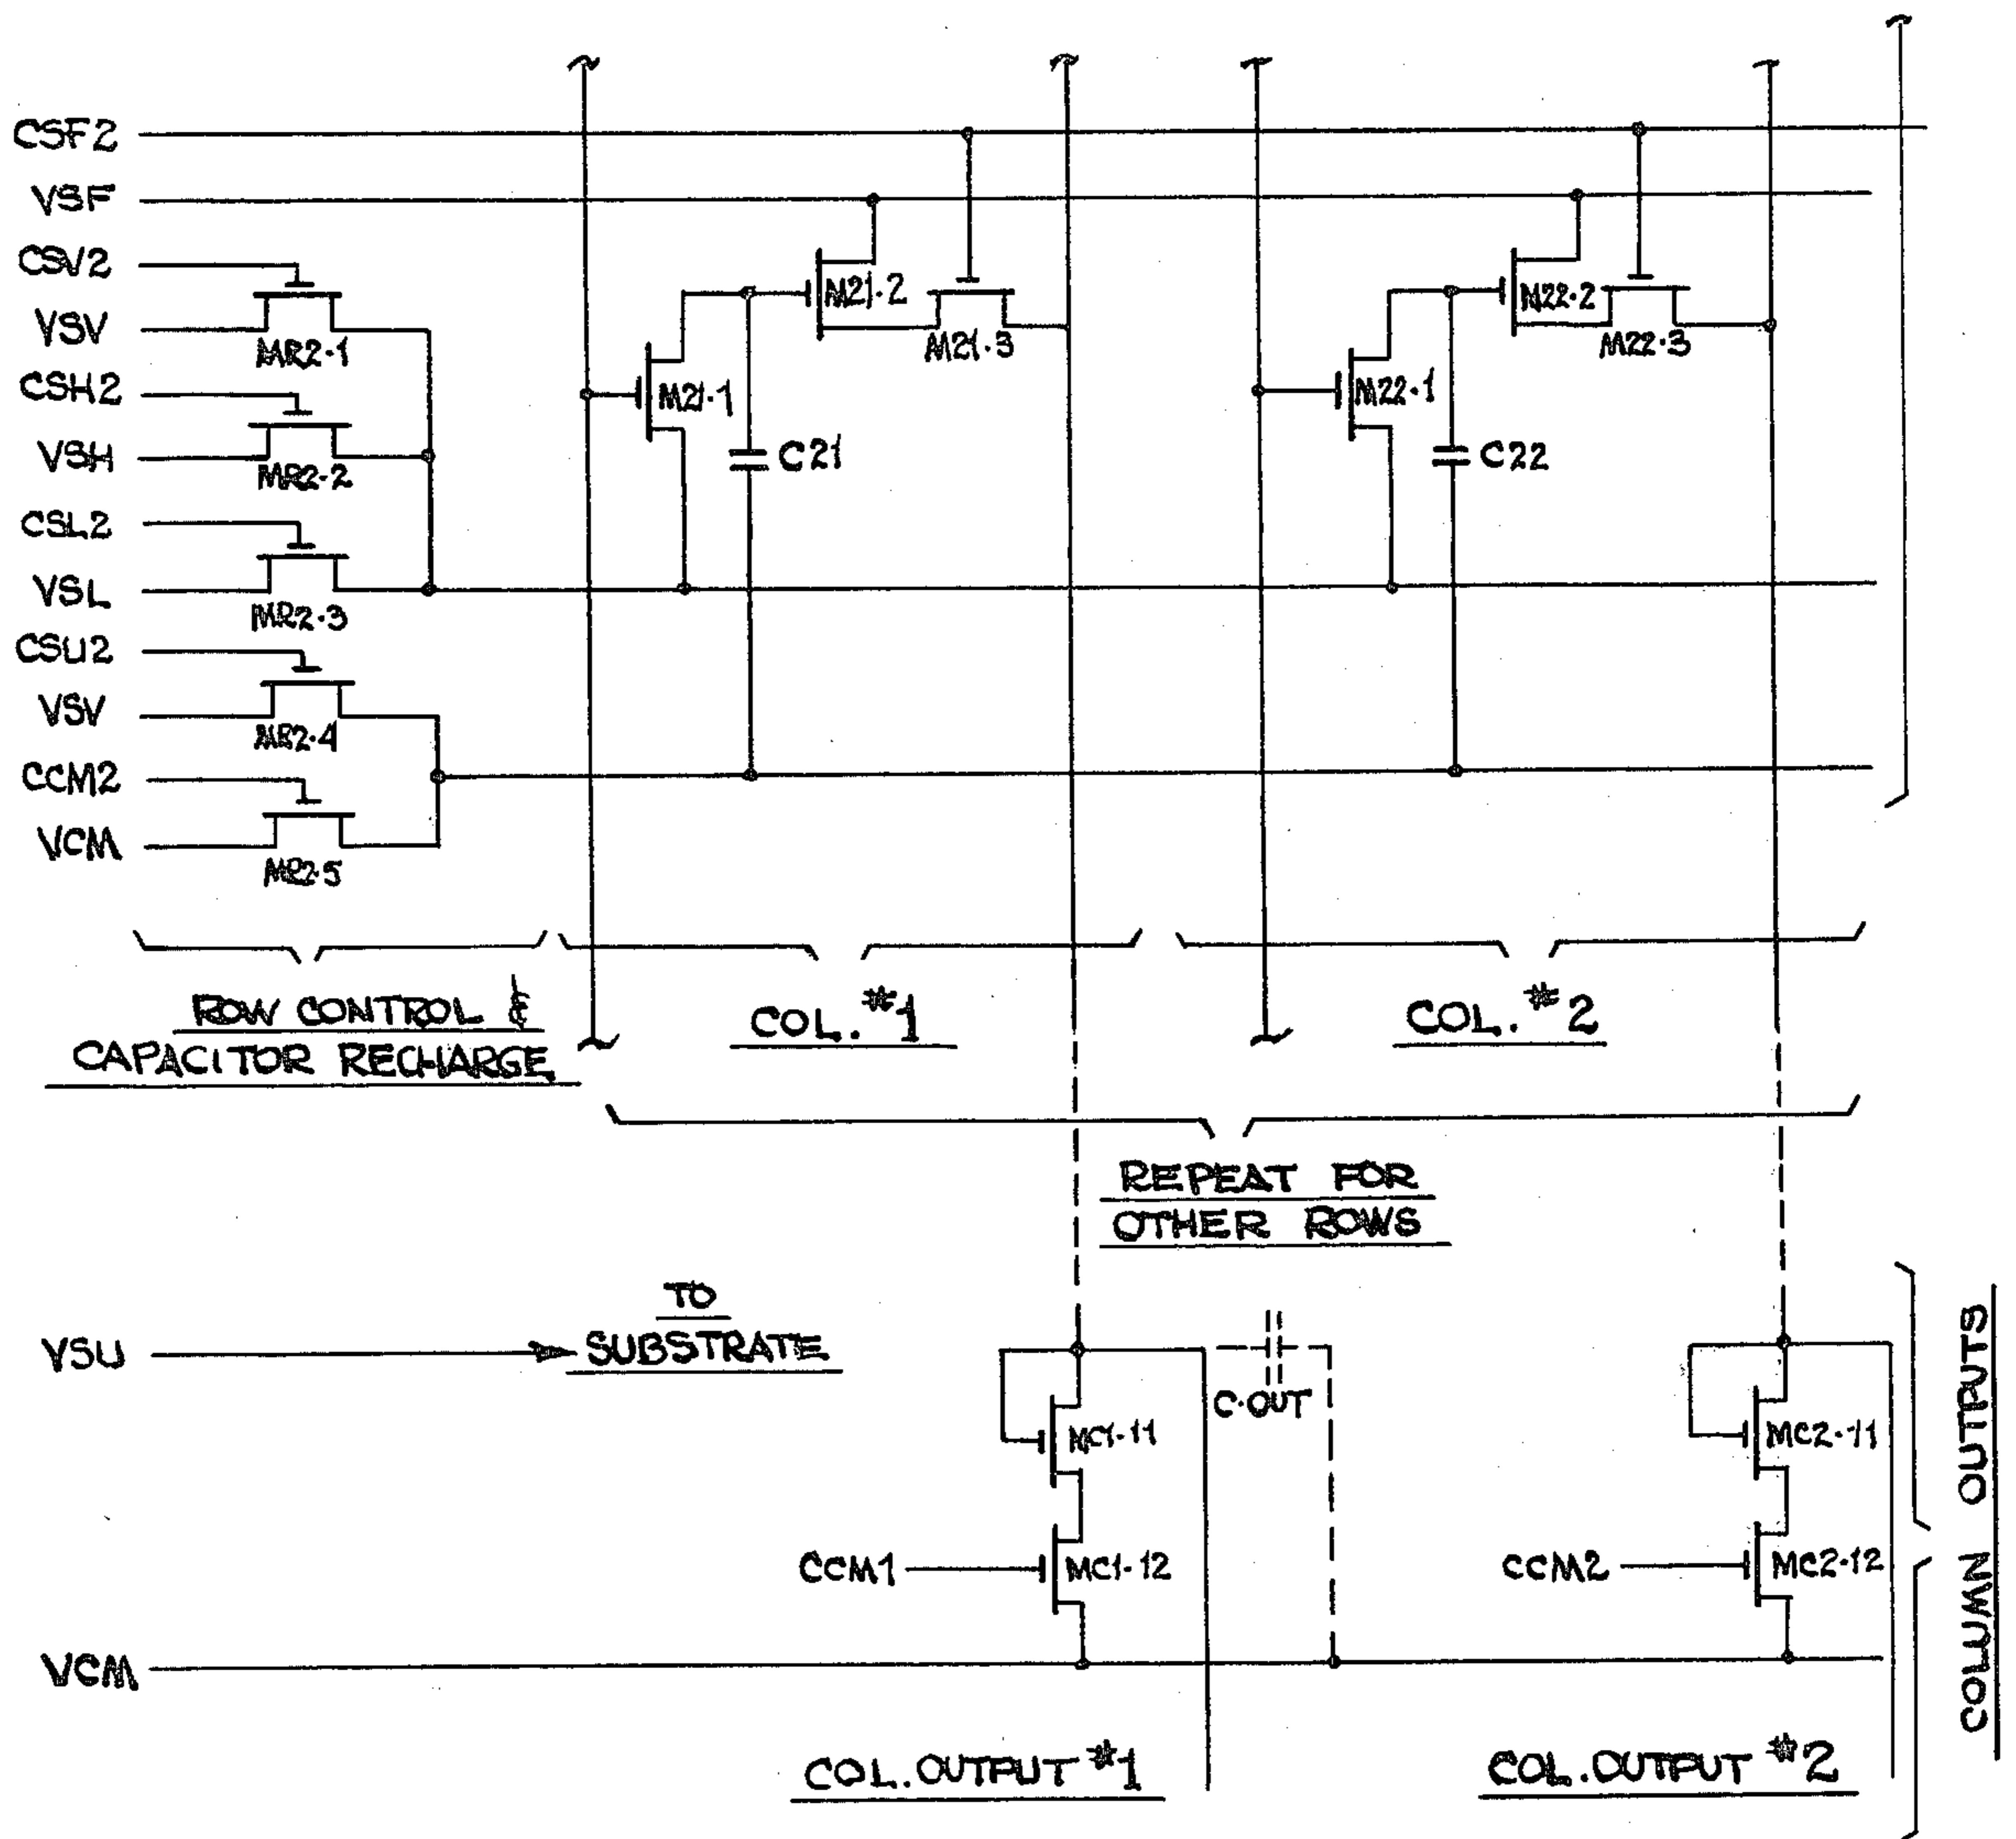 CSF2
VSF
CSV2
VSV
MR2·1
CSH2
VSH
MR2·2
CSL2
VSL
MR2·3
CSU2
VSV
MR2·4
CCM2
VCM
MR2·5
M21·1
M21·2
M21·3
C21
M22·1
M22·2
M22·3
C22
ROW CONTROL &
CAPACITOR RECHARGE
COL. #1
COL. #2
REPEAT FOR
OTHER ROWS
VSU
TO
SUBSTRATE
C·OUT
MC1·11
MC2·11
CCM1
MC1·12
CCM2
MC2·12
VCM
COL. OUTPUT #1
COL. OUTPUT #2
COLUMN OUTPUTS